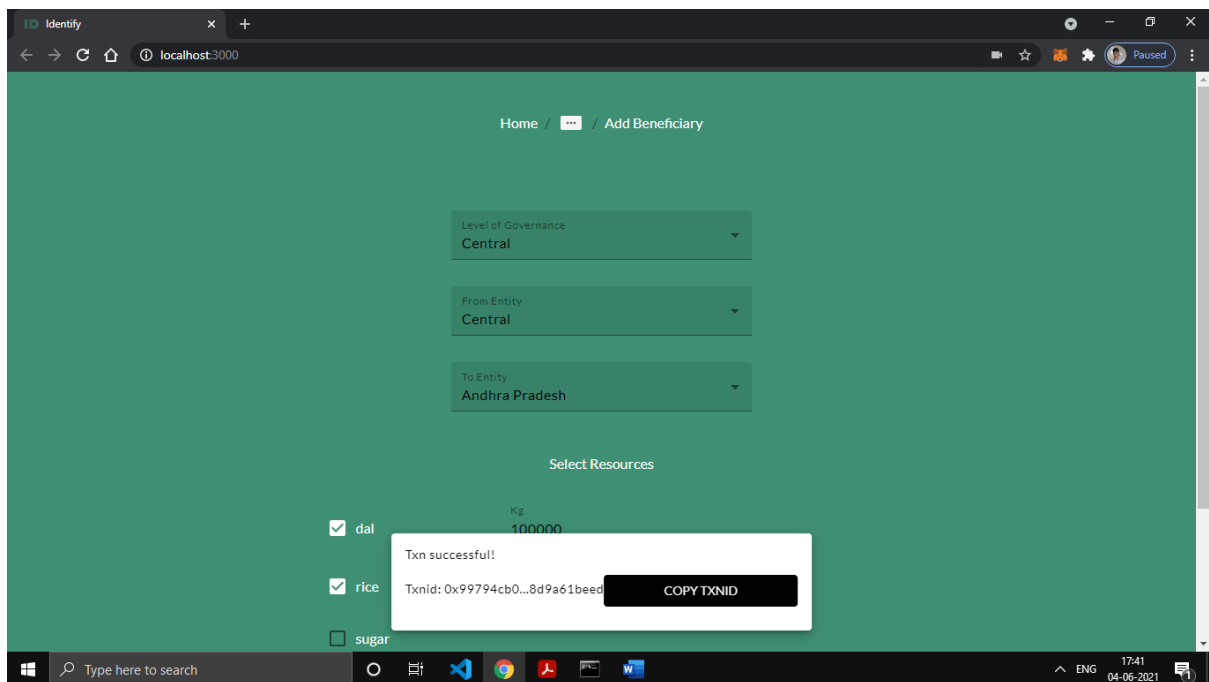 ID Identify
localhost:3000
Paused
Home / ... / Add Beneficiary
Level of Governance
Central
From Entity
Central
To Entity
Andhra Pradesh
Select Resources
dal
Kg
100000
Txn successful!
rice
Txnid: 0x99794cb0...8d9a61beed
COPY TXNID
sugar
Type here to search
W
ENG
17:41
04-06-2021
1